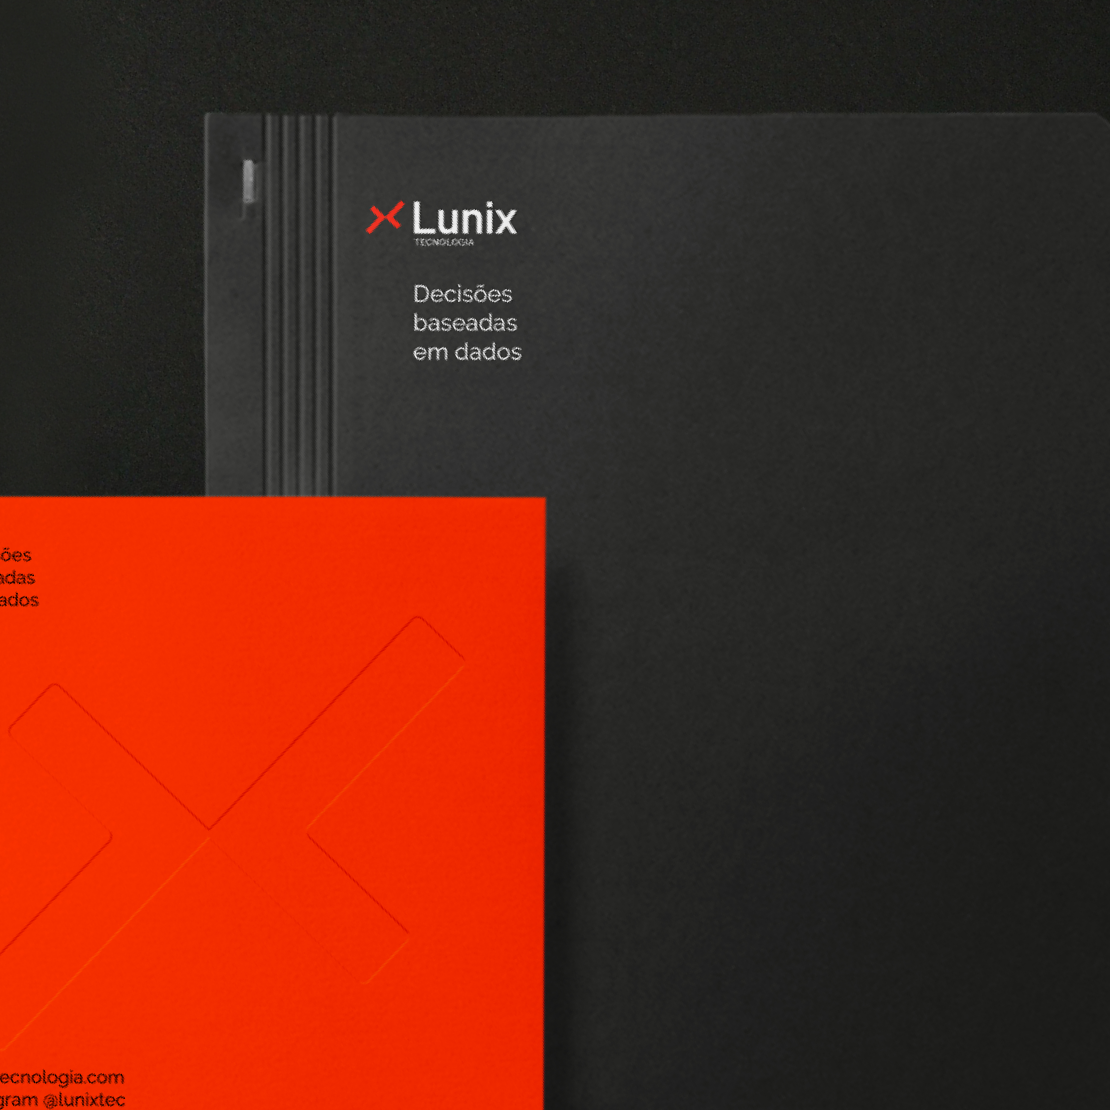 Lunix
TECNOLOGIA
Decisões
baseadas
em dados
ões
adas
ados
ecnologia.com
gram @lunixtec